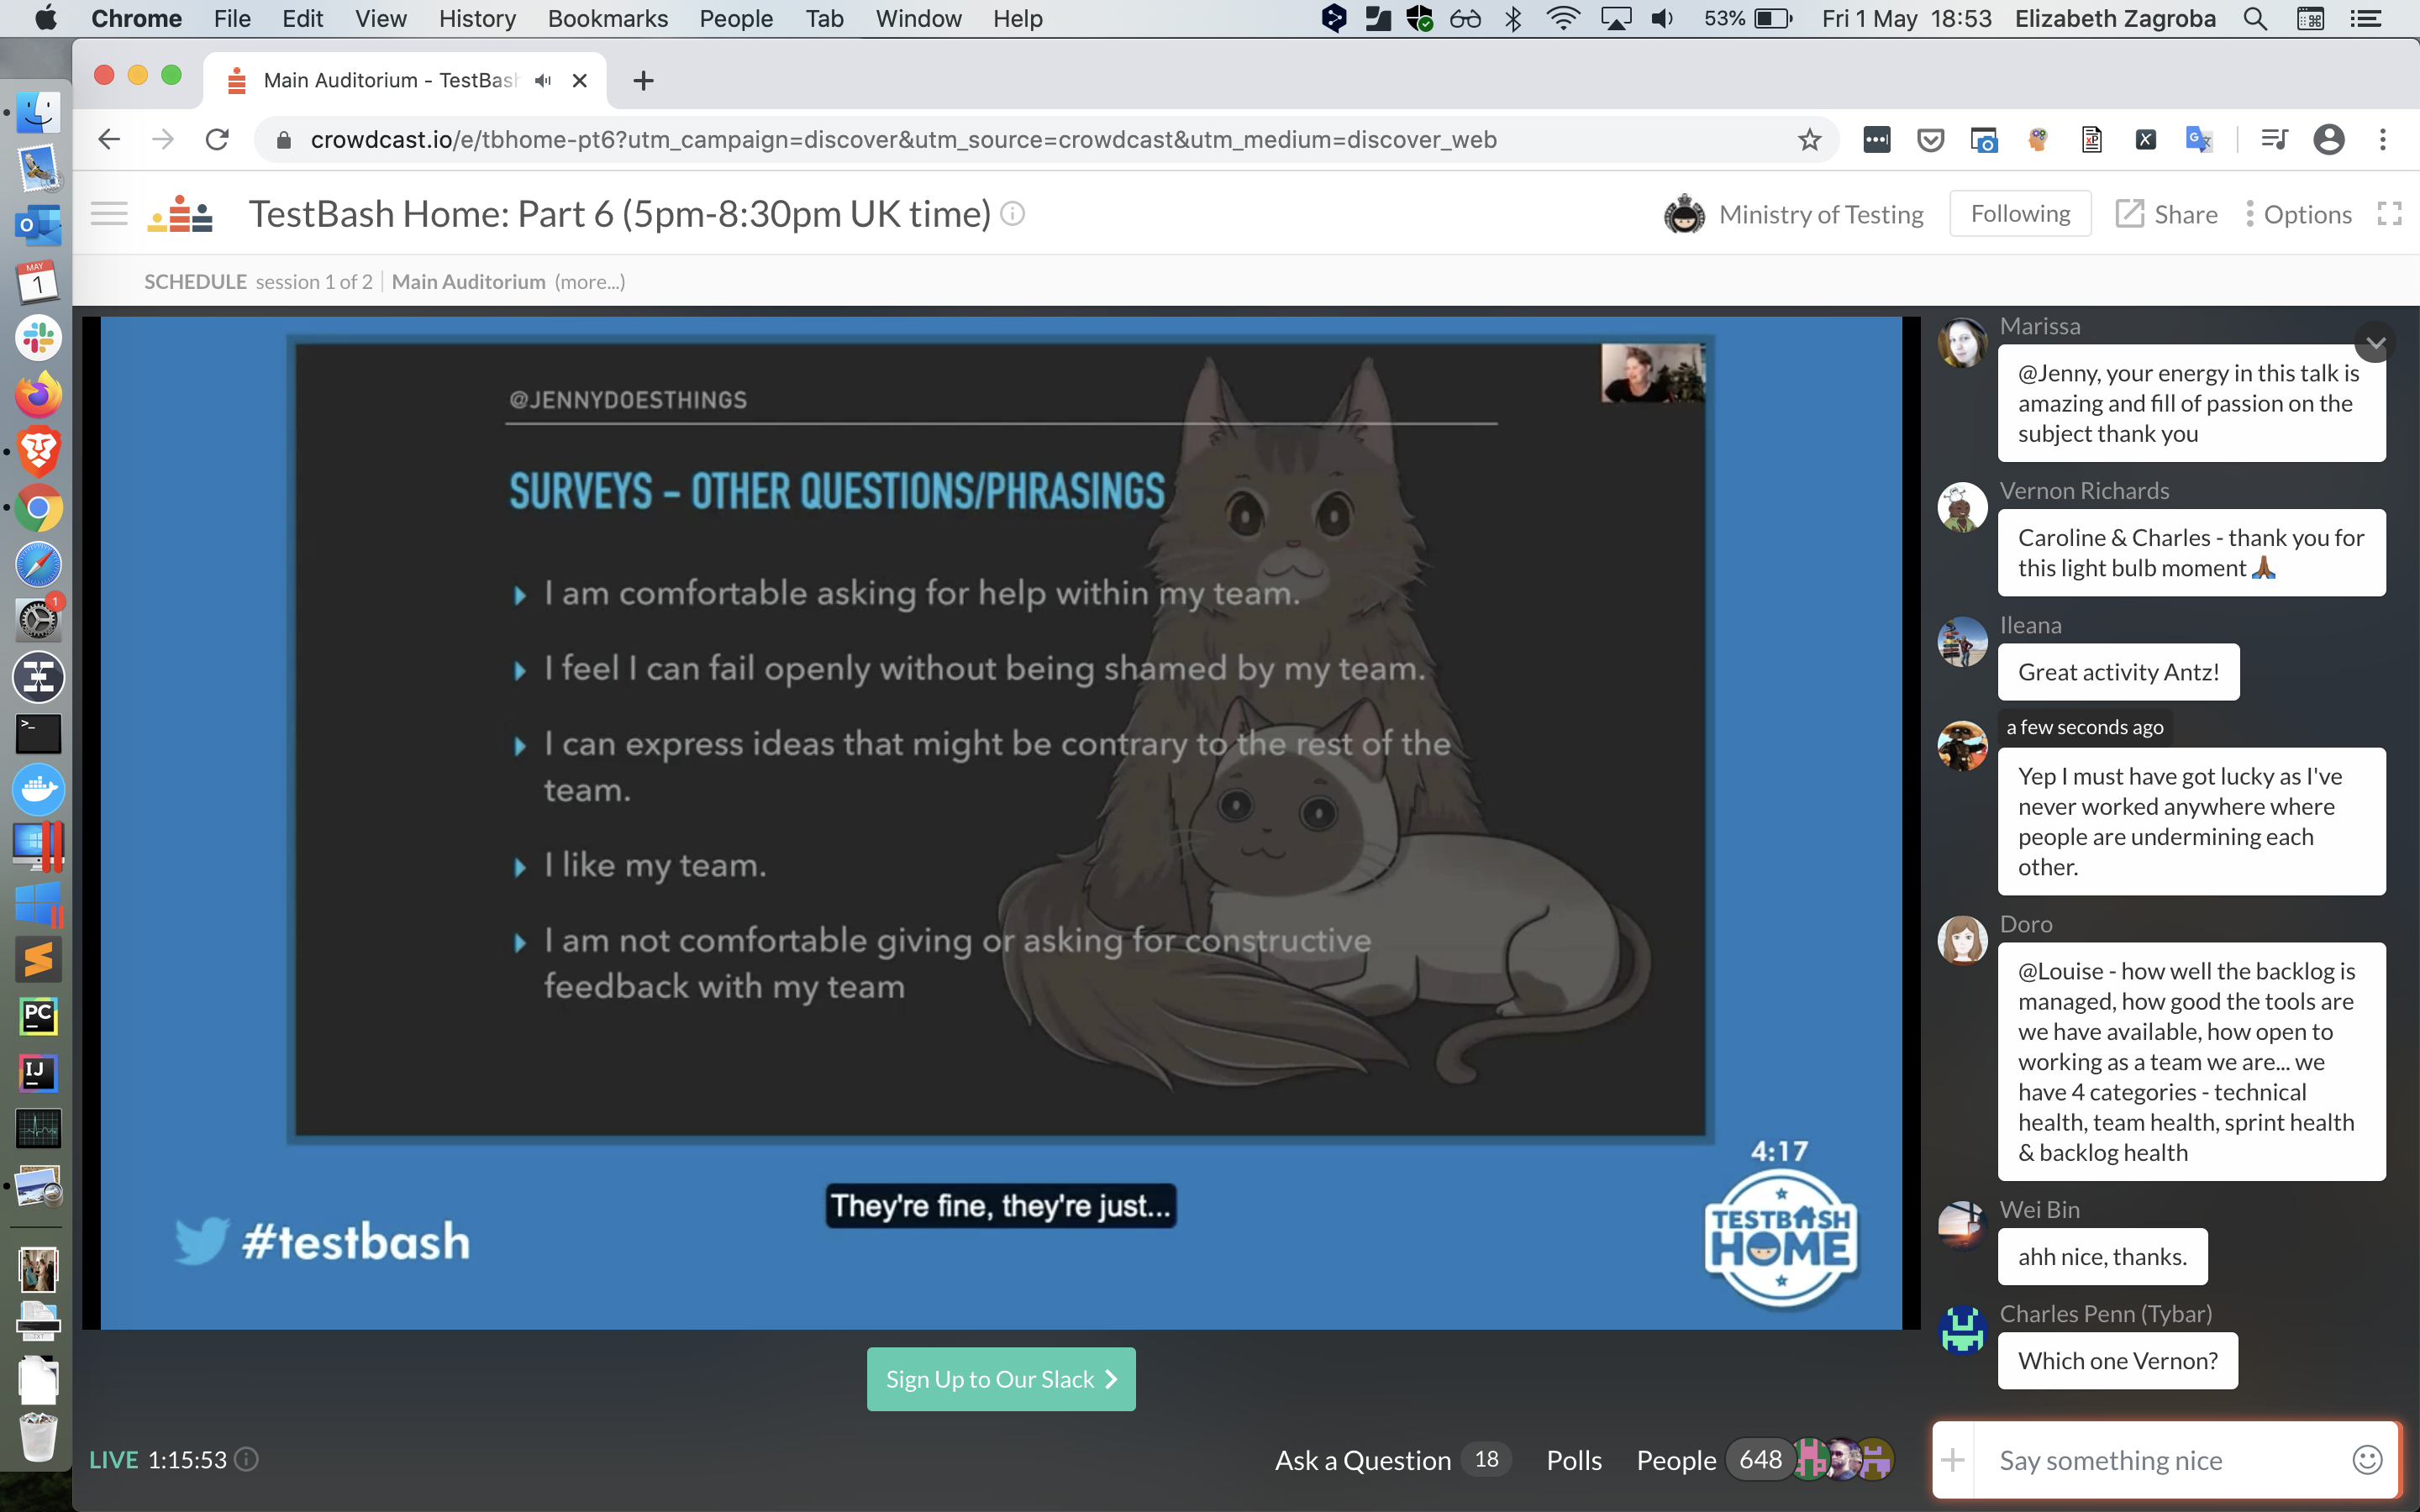 Chrome File Edit View History Bookmarks People Tab Window Help 53% Fri 1 May 18:53 Elizabeth Zagroba
Main Auditorium - TestBash
crowdcast.io/e/tbhome-pt6?utm_campaign=discover&utm_source=crowdcast&utm_medium=discover_web
TestBash Home: Part 6 (5pm-8:30pm UK time)
Ministry of Testing Following Share Options
SCHEDULE session 1 of 2 | Main Auditorium (more...)
@JENNYDOESTHINGS
SURVEYS - OTHER QUESTIONS/PHRASINGS
I am comfortable asking for help within my team.
I feel I can fail openly without being shamed by my team.
I can express ideas that might be contrary to the rest of the
team.
I like my team.
I am not comfortable giving or asking for constructive
feedback with my team
4:17
They're fine, they're just...
#testbash
TESTBASH
HOME
Sign Up to Our Slack
LIVE 1:15:53
Ask a Question 18 Polls People 648
Marissa
@Jenny, your energy in this talk is
amazing and fill of passion on the
subject thank you
Vernon Richards
Caroline & Charles - thank you for
this light bulb moment🙏🏾
Ileana
Great activity Antz!
a few seconds ago
Yep I must have got lucky as I've
never worked anywhere where
people are undermining each
other.
Doro
@Louise - how well the backlog is
managed, how good the tools are
we have available, how open to
working as a team we are... we
have 4 categories - technical
health, team health, sprint health
& backlog health
Wei Bin
ahh nice, thanks.
Charles Penn (Tybar)
Which one Vernon?
Say something nice
MAY
1
1
PC
IJ